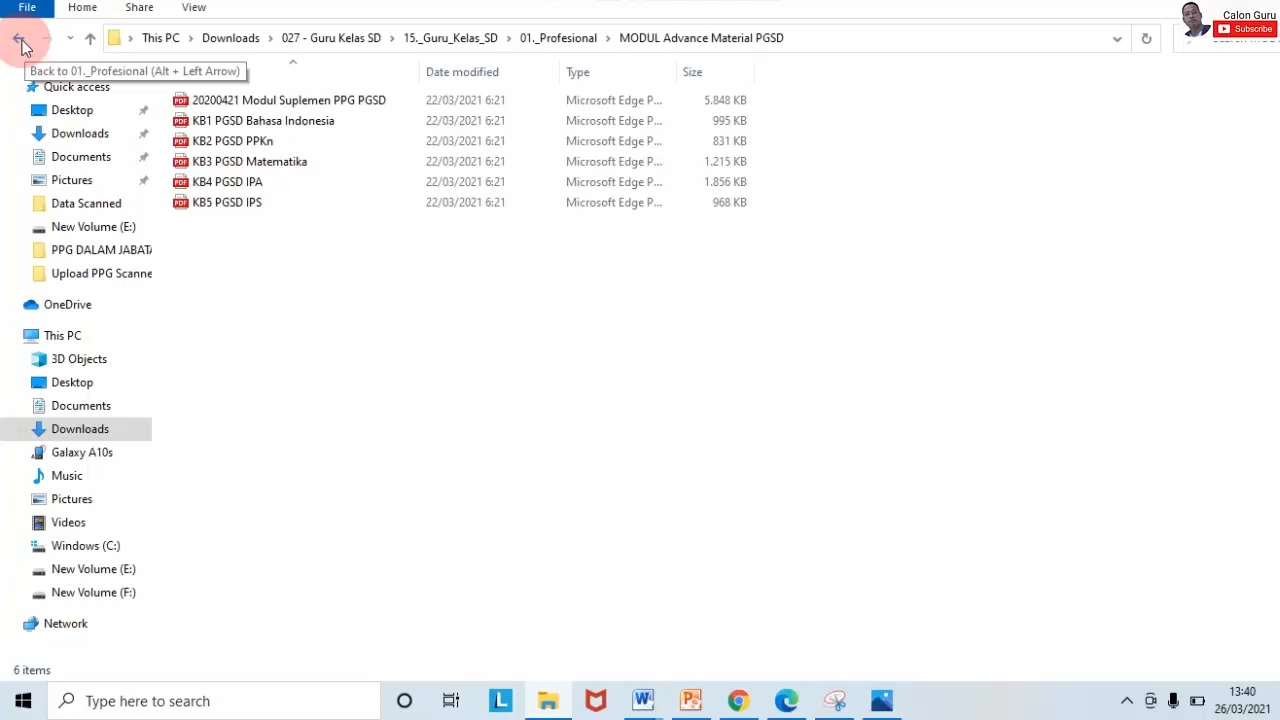 File Home Share View
Calon Guru
Subscribe
This PC Downloads 027 - Guru Kelas SD 15._Guru_Kelas_SD 01._Profesional MODUL Advance Material PGSD
Back to 01._Profesional (Alt + Left Arrow)
Date modified Type Size
Quick access
Desktop
Downloads
Documents
Pictures
Data Scanned
New Volume (E:)
PPG DALAM JABATA
Upload PPG Scanne
OneDrive
This PC
3D Objects
Desktop
Documents
Downloads
Galaxy A10s
Music
Pictures
Videos
Windows (C:)
New Volume (E:)
New Volume (F:)
Network
PDF 20200421 Modul Suplemen PPG PGSD 22/03/2021 6:21 Microsoft Edge P... 5.848 KB
PDF KB1 PGSD Bahasa Indonesia 22/03/2021 6:21 Microsoft Edge P... 995 KB
PDF KB2 PGSD PPKn 22/03/2021 6:21 Microsoft Edge P... 831 KB
PDF KB3 PGSD Matematika 22/03/2021 6:21 Microsoft Edge P... 1.215 KB
PDF KB4 PGSD IPA 22/03/2021 6:21 Microsoft Edge P... 1.856 KB
PDF KB5 PGSD IPS 22/03/2021 6:21 Microsoft Edge P... 968 KB
6 items
Type here to search
L
W
P
13:40
26/03/2021